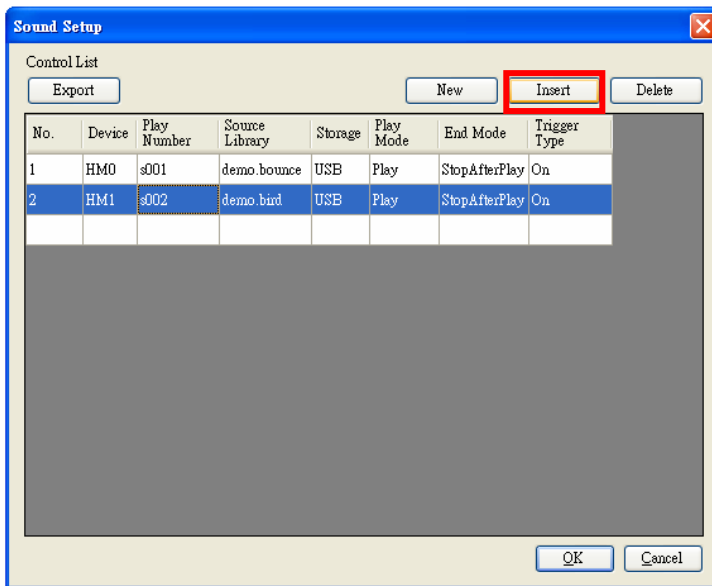 Sound Setup
Control List
Export New Insert Delete
No. Device Play Number Source Library Storage Play Mode End Mode Trigger Type
1 HM0 s001 demo.bounce USB Play StopAfterPlay On
2 HM1 s002 demo.bird USB Play StopAfterPlay On
OK Cancel